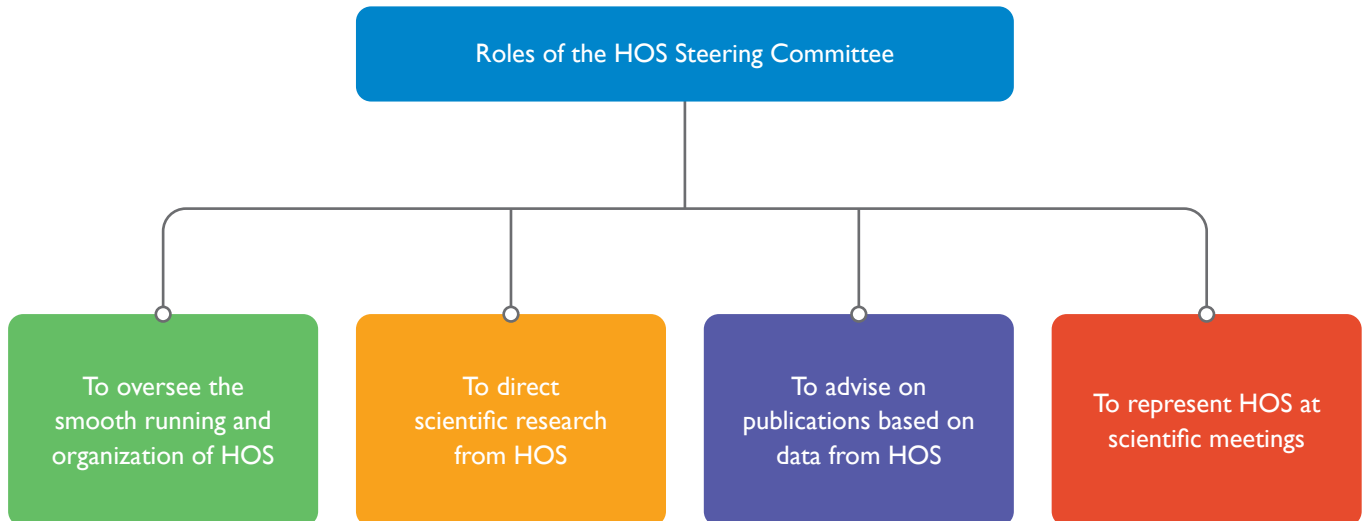 Roles of the HOS Steering Committee
To oversee the
smooth running and
organization of HOS
To direct
scientific research
from HOS
To advise on
publications based on
data from HOS
To represent HOS at
scientific meetings